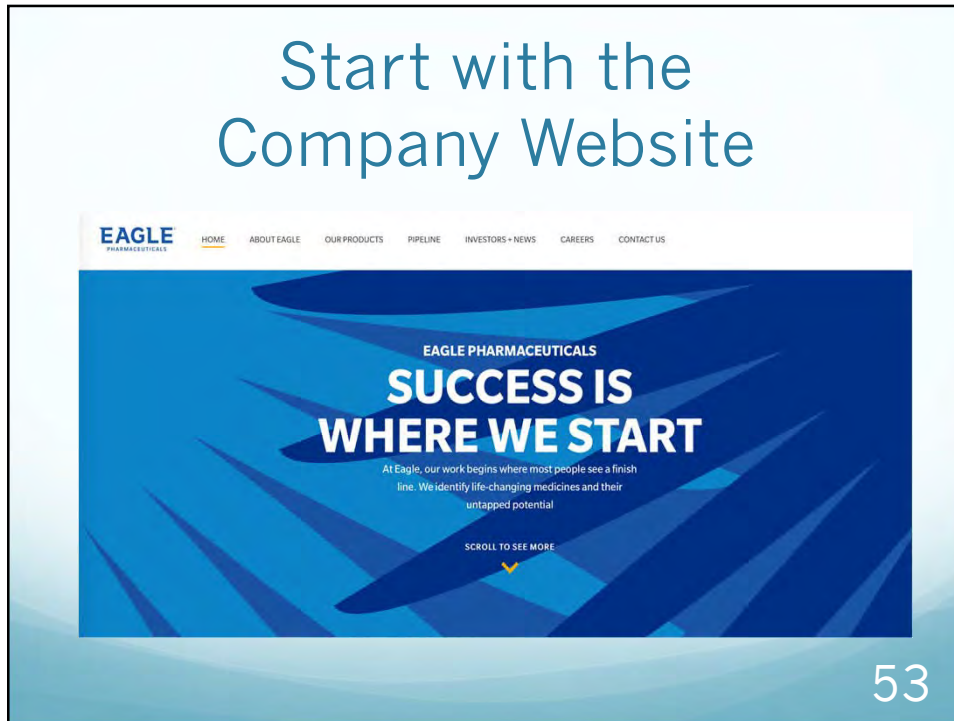 Start with the
Company Website
EAGLE
PHARMACEUTICALS
HOME ABOUT EAGLE OUR PRODUCTS PIPELINE INVESTORS + NEWS CAREERS CONTACT US
EAGLE PHARMACEUTICALS
SUCCESS IS
WHERE WE START
At Eagle, our work begins where most people see a finish
line. We identify life-changing medicines and their
untapped potential
SCROLL TO SEE MORE
53